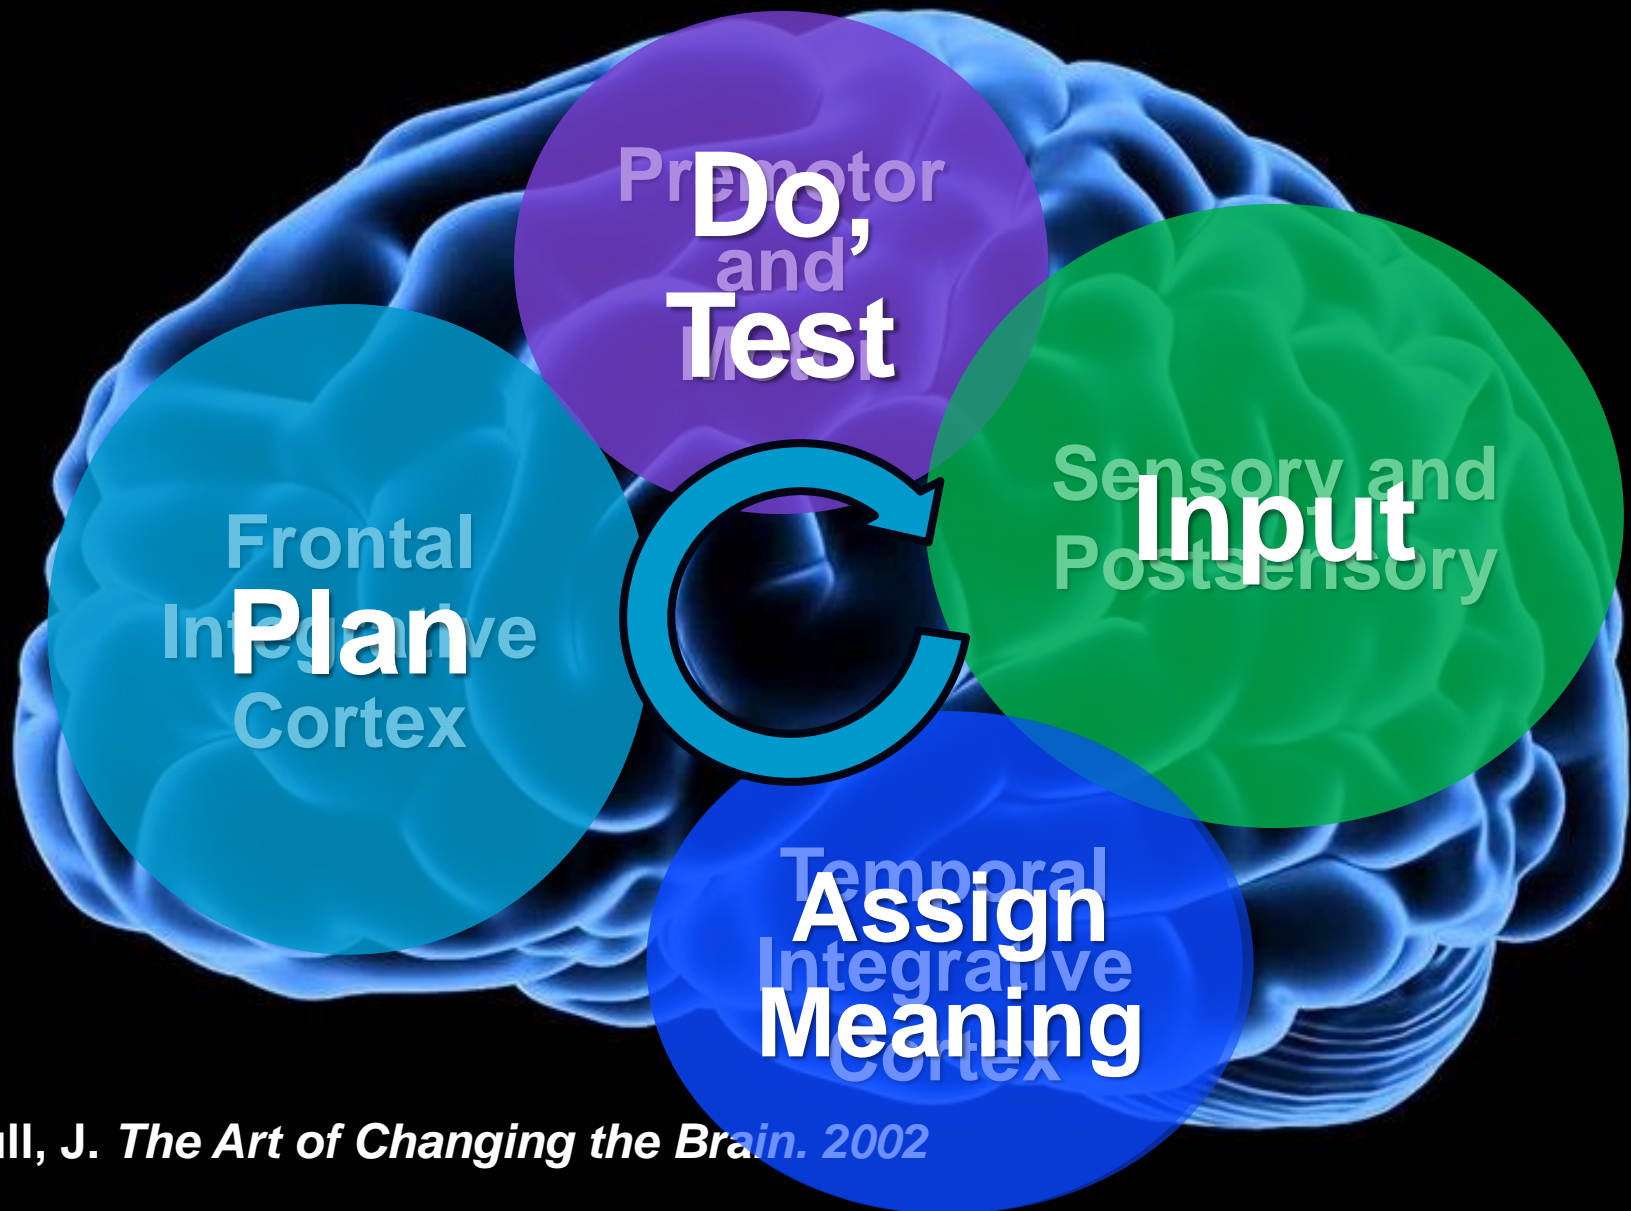 Premotor
and
Motor
Do,
Test
Sensory and
Postsensory
Input
Frontal
Integrative
Cortex
Plan
Temporal
Integrative
Cortex
Assign
Meaning
J. The Art of Changing the Brain. 2002